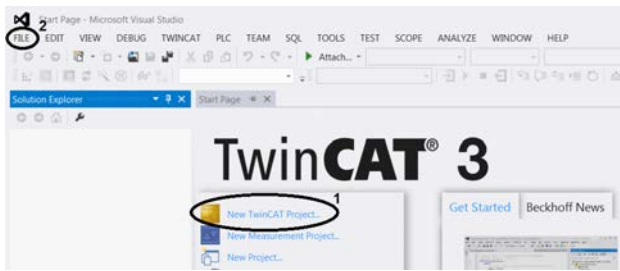 Start Page - Microsoft Visual Studio
2
FILE EDIT VIEW DEBUG TWINCAT PLC TEAM SQL TOOLS TEST SCOPE ANALYZE WINDOW HELP
Attach...
Solution Explorer
Start Page
TwinCAT® 3
1
New TwinCAT Project...
Get Started Beckhoff News
New Measurement Project...
New Project...